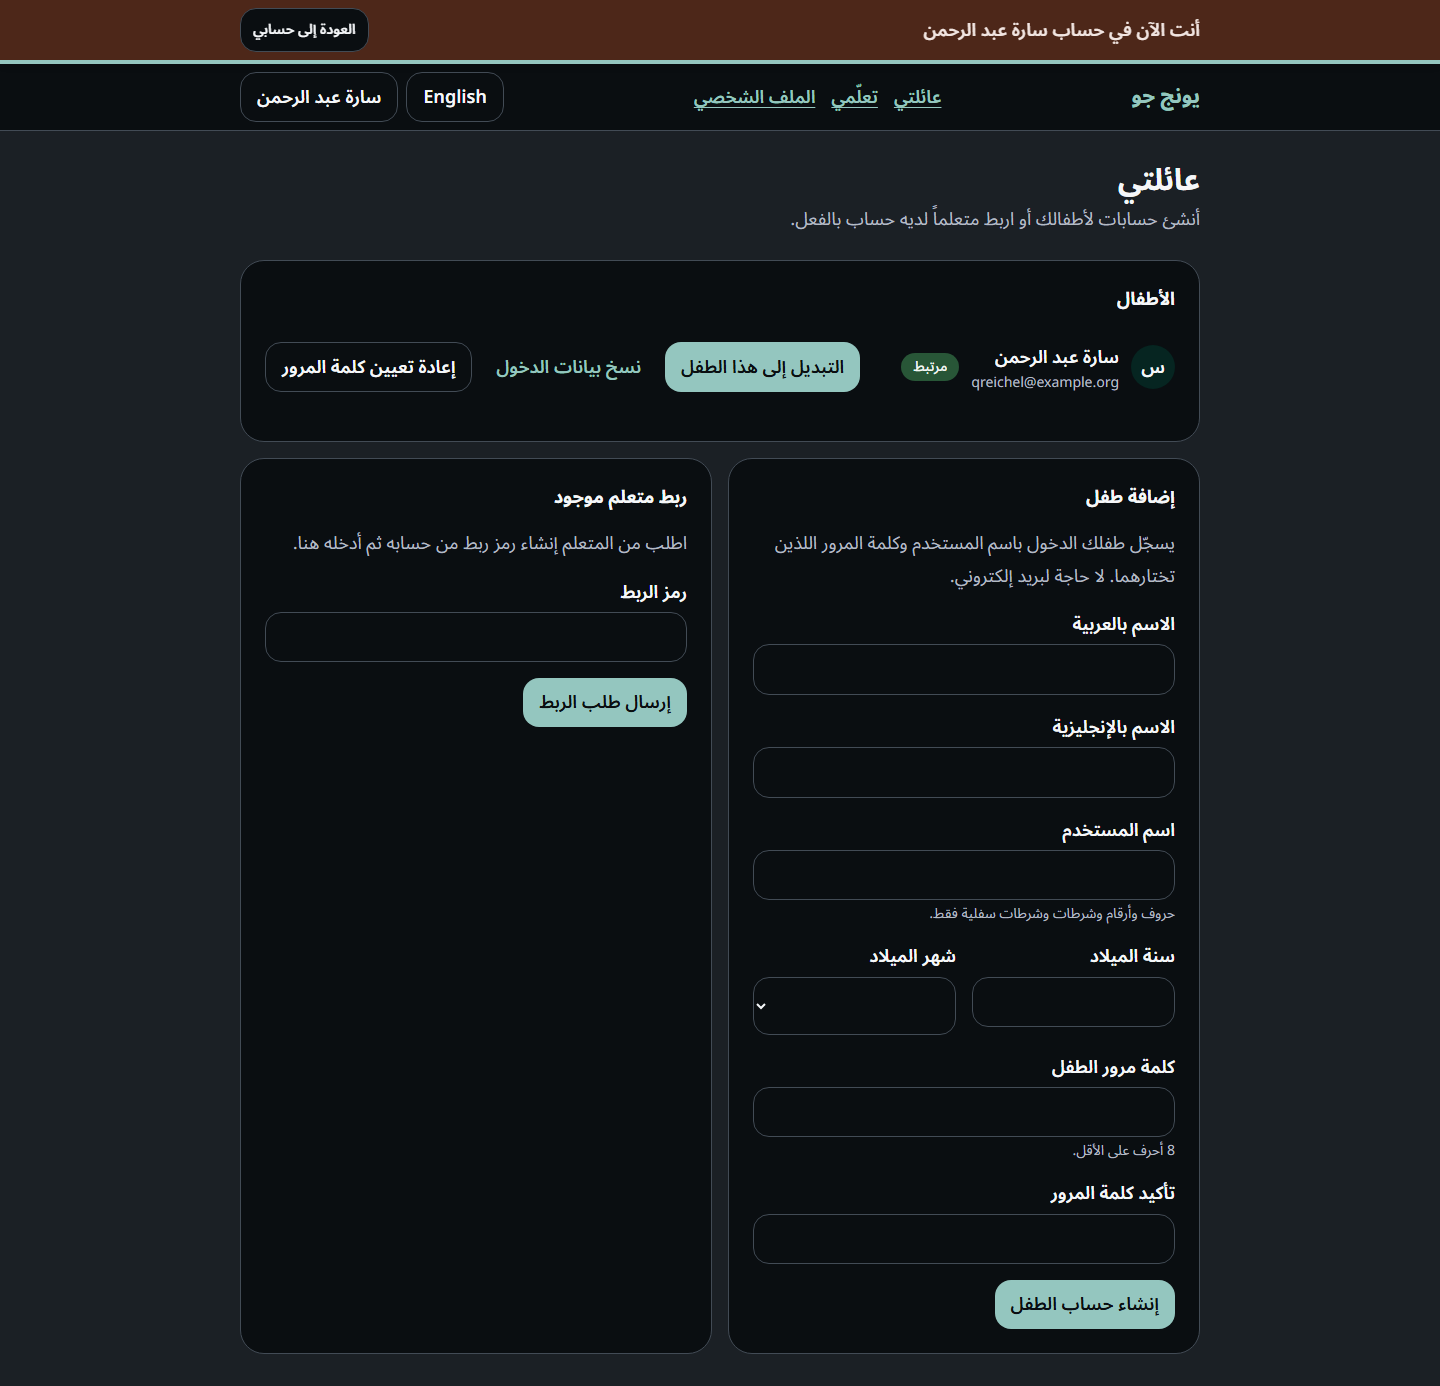 أنت الآن في حساب سارة عبد الرحمن
العودة إلى حسابي
يونج جو
عائلتي
تعلّمي
الملف الشخصي
English
سارة عبد الرحمن
عائلتي
أنشئ حسابات لأطفالك أو اربط متعلماً لديه حساب بالفعل.
الأطفال
س
سارة عبد الرحمن
qreichel@example.org
مرتبط
التبديل إلى هذا الطفل
نسخ بيانات الدخول
إعادة تعيين كلمة المرور
إضافة طفل
يسجّل طفلك الدخول باسم المستخدم وكلمة المرور اللذين
تختارهما. لا حاجة لبريد إلكتروني.
الاسم بالعربية
الاسم بالإنجليزية
اسم المستخدم
حروف وأرقام وشرطات وشرطات سفلية فقط.
سنة الميلاد
شهر الميلاد
كلمة مرور الطفل
8 أحرف على الأقل.
تأكيد كلمة المرور
إنشاء حساب الطفل
ربط متعلم موجود
اطلب من المتعلم إنشاء رمز ربط من حسابه ثم أدخله هنا.
رمز الربط
إرسال طلب الربط